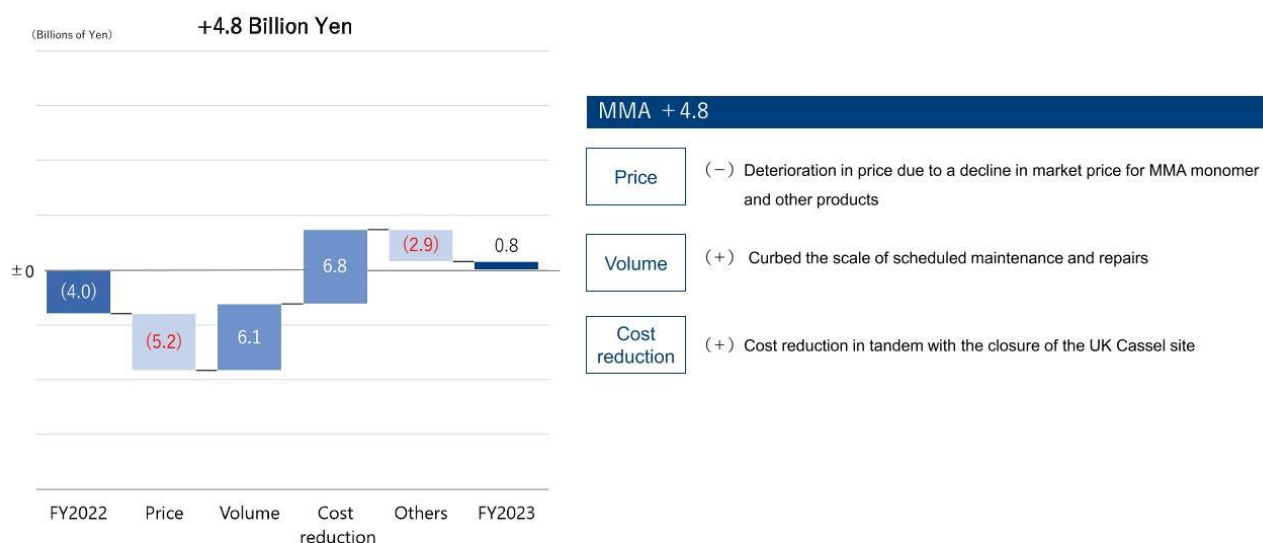 (Billions of Yen)
+4.8 Billion Yen
±0
(4.0)
(5.2)
6.1
6.8
(2.9)
0.8
FY2022
Price
Volume
Cost
reduction
Others
FY2023
MMA +4.8
Price
(−) Deterioration in price due to a decline in market price for MMA monomer
and other products
Volume
(+) Curbed the scale of scheduled maintenance and repairs
Cost
reduction
(+) Cost reduction in tandem with the closure of the UK Cassel site